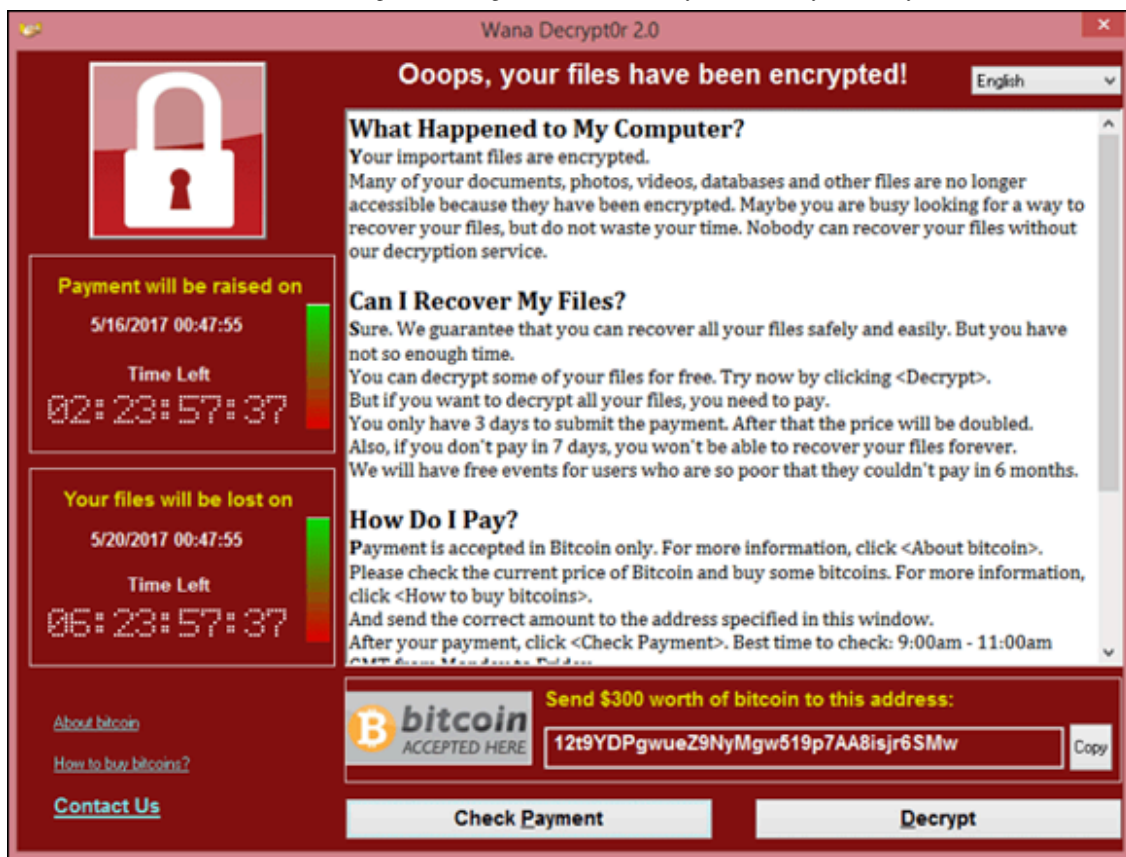 Wana Decrypt0r 2.0
Ooops, your files have been encrypted!
English
What Happened to My Computer?
Your important files are encrypted.
Many of your documents, photos, videos, databases and other files are no longer
accessible because they have been encrypted. Maybe you are busy looking for a way to
recover your files, but do not waste your time. Nobody can recover your files without
our decryption service.
Can I Recover My Files?
Sure. We guarantee that you can recover all your files safely and easily. But you have
not so enough time.
You can decrypt some of your files for free. Try now by clicking <Decrypt>.
But if you want to decrypt all your files, you need to pay.
You only have 3 days to submit the payment. After that the price will be doubled.
Also, if you don't pay in 7 days, you won't be able to recover your files forever.
We will have free events for users who are so poor that they couldn't pay in 6 months.
How Do I Pay?
Payment is accepted in Bitcoin only. For more information, click <About bitcoin>.
Please check the current price of Bitcoin and buy some bitcoins. For more information,
click <How to buy bitcoins>.
And send the correct amount to the address specified in this window.
After your payment, click <Check Payment>. Best time to check: 9:00am - 11:00am
GMT from Monday to Friday
Payment will be raised on
5/16/2017 00:47:55
Time Left
02:23:57:37
Your files will be lost on
5/20/2017 00:47:55
Time Left
06:23:57:37
About bitcoin
How to buy bitcoins?
Contact Us
bitcoin
ACCEPTED HERE
Send $300 worth of bitcoin to this address:
12t9YDPgwueZ9NyMgw519p7AA8isjr6SMw
Copy
Check Payment
Decrypt